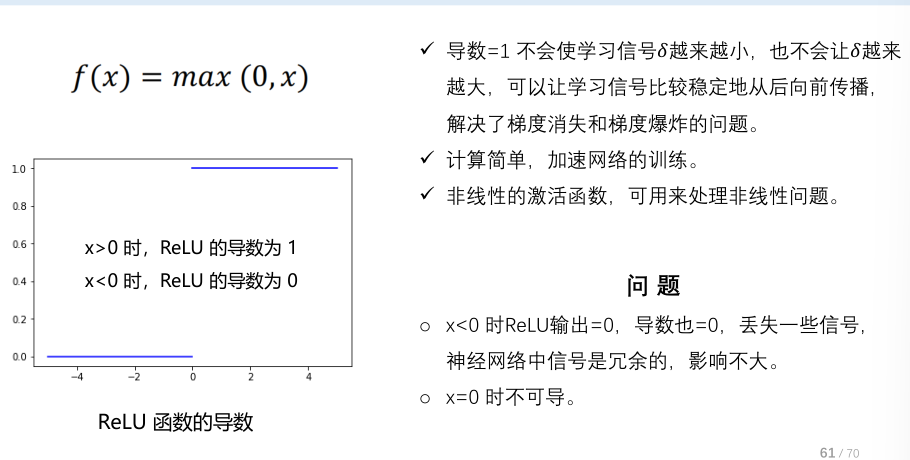 f(x) = max (0, x)
1.0
0.8
0.6
0.4
0.2
0.0
−4
−2
0
2
4
x>0 时，ReLU 的导数为 1
x<0 时，ReLU 的导数为 0
ReLU 函数的导数
✓ 导数=1 不会使学习信号δ越来越小，也不会让δ越来
越大，可以让学习信号比较稳定地从后向前传播，
解决了梯度消失和梯度爆炸的问题。
✓ 计算简单，加速网络的训练。
✓ 非线性的激活函数，可用来处理非线性问题。
问 题
○ x<0 时ReLU输出=0，导数也=0，丢失一些信号，
神经网络中信号是冗余的，影响不大。
○ x=0 时不可导。
61 / 70